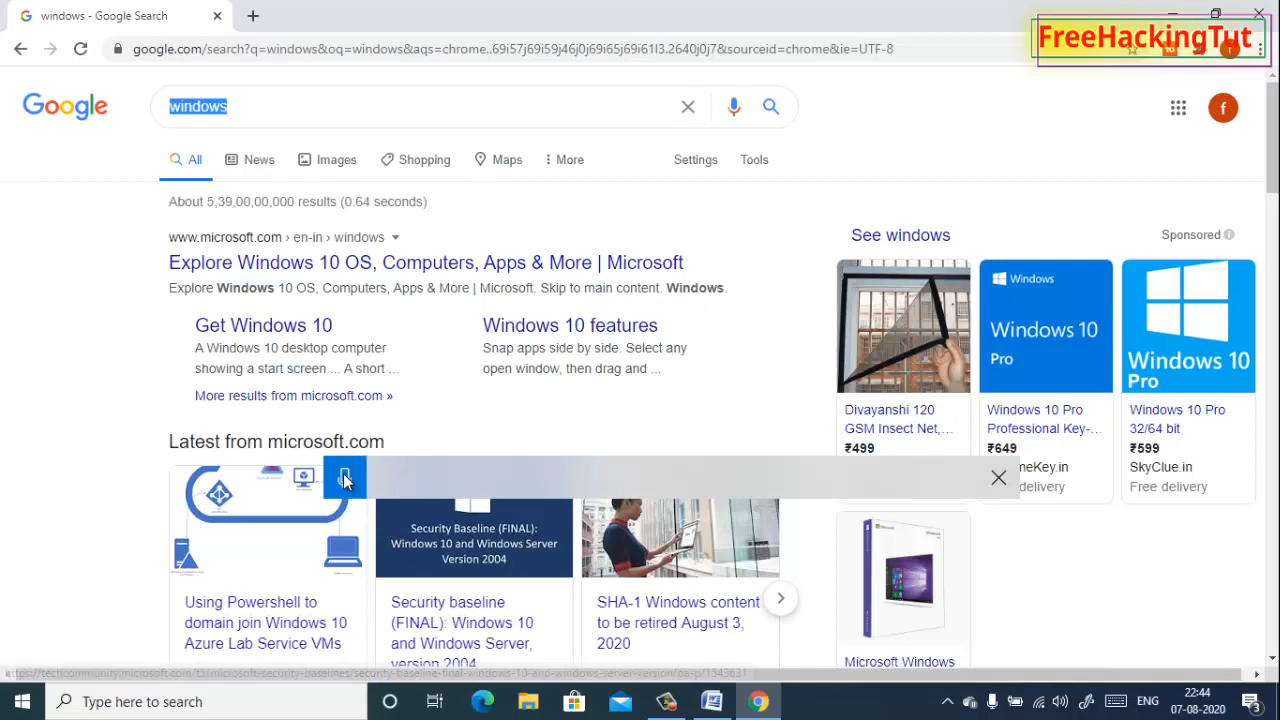 windows - Google Search
FreeHackingTut
google.com/search?q=windows&oq=windows&aqs=chrome..69i57j69i59j46j0j69i65j69i61l3.2640j0j7&sourceid=chrome&ie=UTF-8
Google
windows
f
All
News
Images
Shopping
Maps
More
Settings
Tools
About 5,39,00,00,000 results (0.64 seconds)
www.microsoft.com › en-in › windows
Explore Windows 10 OS, Computers, Apps & More | Microsoft
Explore Windows 10 OS, Computers, Apps & More | Microsoft. Skip to main content. Windows.
Get Windows 10
A Windows 10 desktop computer
showing a start screen ... A short ...
Windows 10 features
Snap apps side by side. Select any
open window, then drag and ...
More results from microsoft.com »
Latest from microsoft.com
Using Powershell to
domain join Windows 10
Azure Lab Service VMs
Security Baseline (FINAL):
Windows 10 and Windows Server
Version 2004
Security baseline
(FINAL): Windows 10
and Windows Server,
version 2004
SHA-1 Windows content
to be retired August 3,
2020
See windows
Sponsored
Divayanshi 120
GSM Insect Net,...
₹499
Windows
Windows 10
Pro
Windows 10 Pro
Professional Key-...
₹649
meKey.in
delivery
Windows 10
Pro
Windows 10 Pro
32/64 bit
₹599
SkyClue.in
Free delivery
Microsoft Windows
Type here to search
ENG
22:44
07-08-2020
3